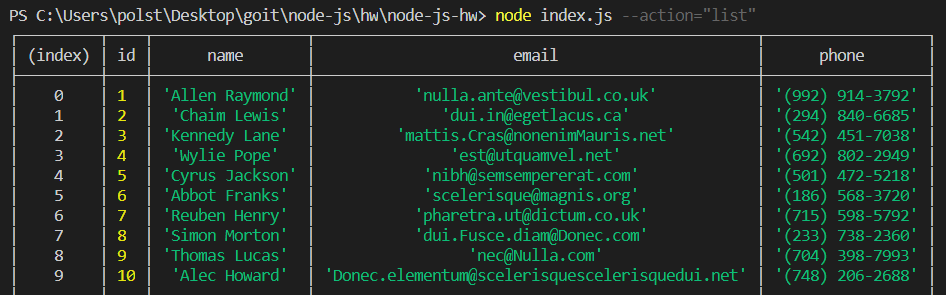 PS C:\Users\polst\Desktop\goit\node-js\hw\node-js-hw> node index.js --action="list"
(index) id name email phone
0 1 'Allen Raymond' 'nulla.ante@vestibul.co.uk' '(992) 914-3792'
1 2 'Chaim Lewis' 'dui.in@egetlacus.ca' '(294) 840-6685'
2 3 'Kennedy Lane' 'mattis.Cras@nonenimMauris.net' '(542) 451-7038'
3 4 'Wylie Pope' 'est@utquamvel.net' '(692) 802-2949'
4 5 'Cyrus Jackson' 'nibh@semsempererat.com' '(501) 472-5218'
5 6 'Abbot Franks' 'scelerisque@magnis.org' '(186) 568-3720'
6 7 'Reuben Henry' 'pharetra.ut@dictum.co.uk' '(715) 598-5792'
7 8 'Simon Morton' 'dui.Fusce.diam@Donec.com' '(233) 738-2360'
8 9 'Thomas Lucas' 'nec@Nulla.com' '(704) 398-7993'
9 10 'Alec Howard' 'Donec.elementum@scelerisquescelerisquedui.net' '(748) 206-2688'